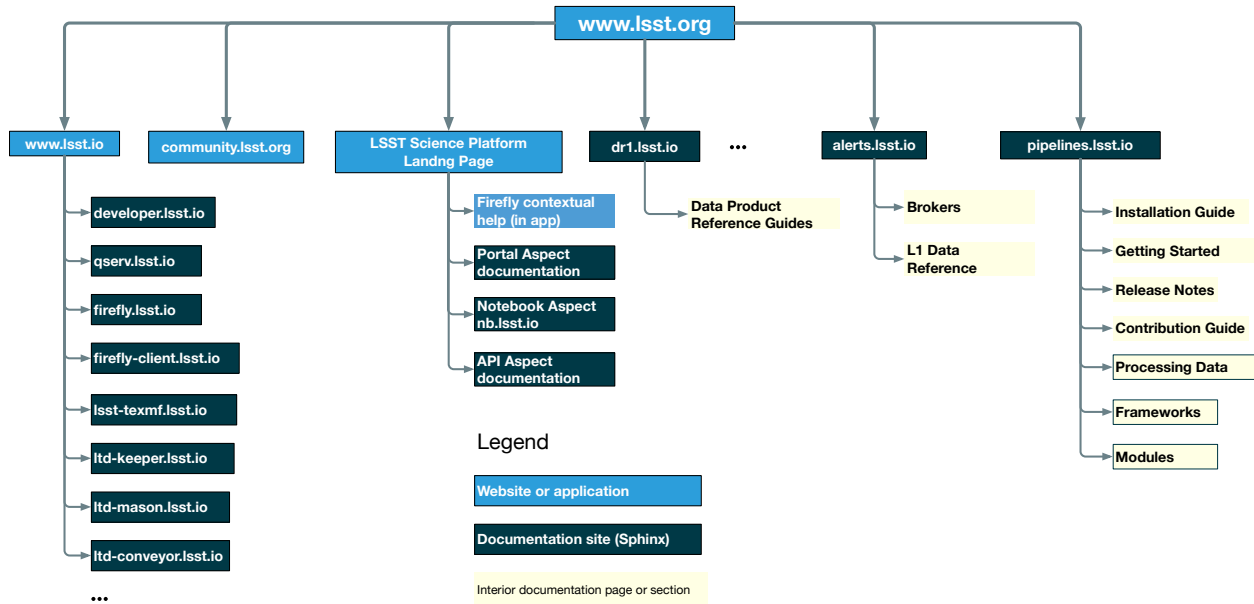 www.lsst.org
www.lsst.io
community.lsst.org
LSST Science Platform
Landng Page
dr1.lsst.io
...
alerts.lsst.io
pipelines.lsst.io
developer.lsst.io
qserv.lsst.io
firefly.lsst.io
firefly-client.lsst.io
lsst-texmf.lsst.io
ltd-keeper.lsst.io
ltd-mason.lsst.io
ltd-conveyor.lsst.io
...
Firefly contextual
help (in app)
Portal Aspect
documentation
Notebook Aspect
nb.lsst.io
API Aspect
documentation
Data Product
Reference Guides
Brokers
L1 Data
Reference
Installation Guide
Getting Started
Release Notes
Contribution Guide
Processing Data
Frameworks
Modules
Legend
Website or application
Documentation site (Sphinx)
Interior documentation page or section